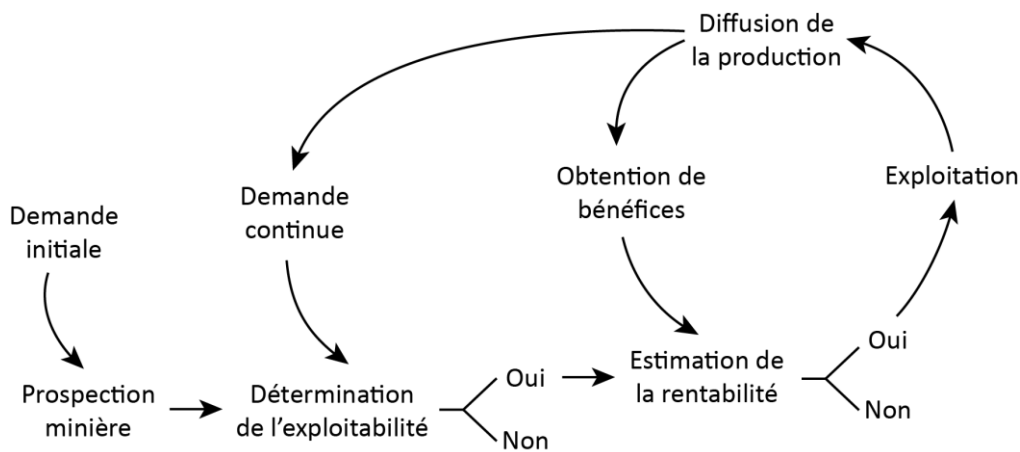 Diffusion de
la production
Demande
continue
Obtention de
bénéfices
Exploitation
Demande
initiale
Prospection
minière
Détermination
de l’exploitabilité
Oui
Non
Estimation de
la rentabilité
Oui
Non